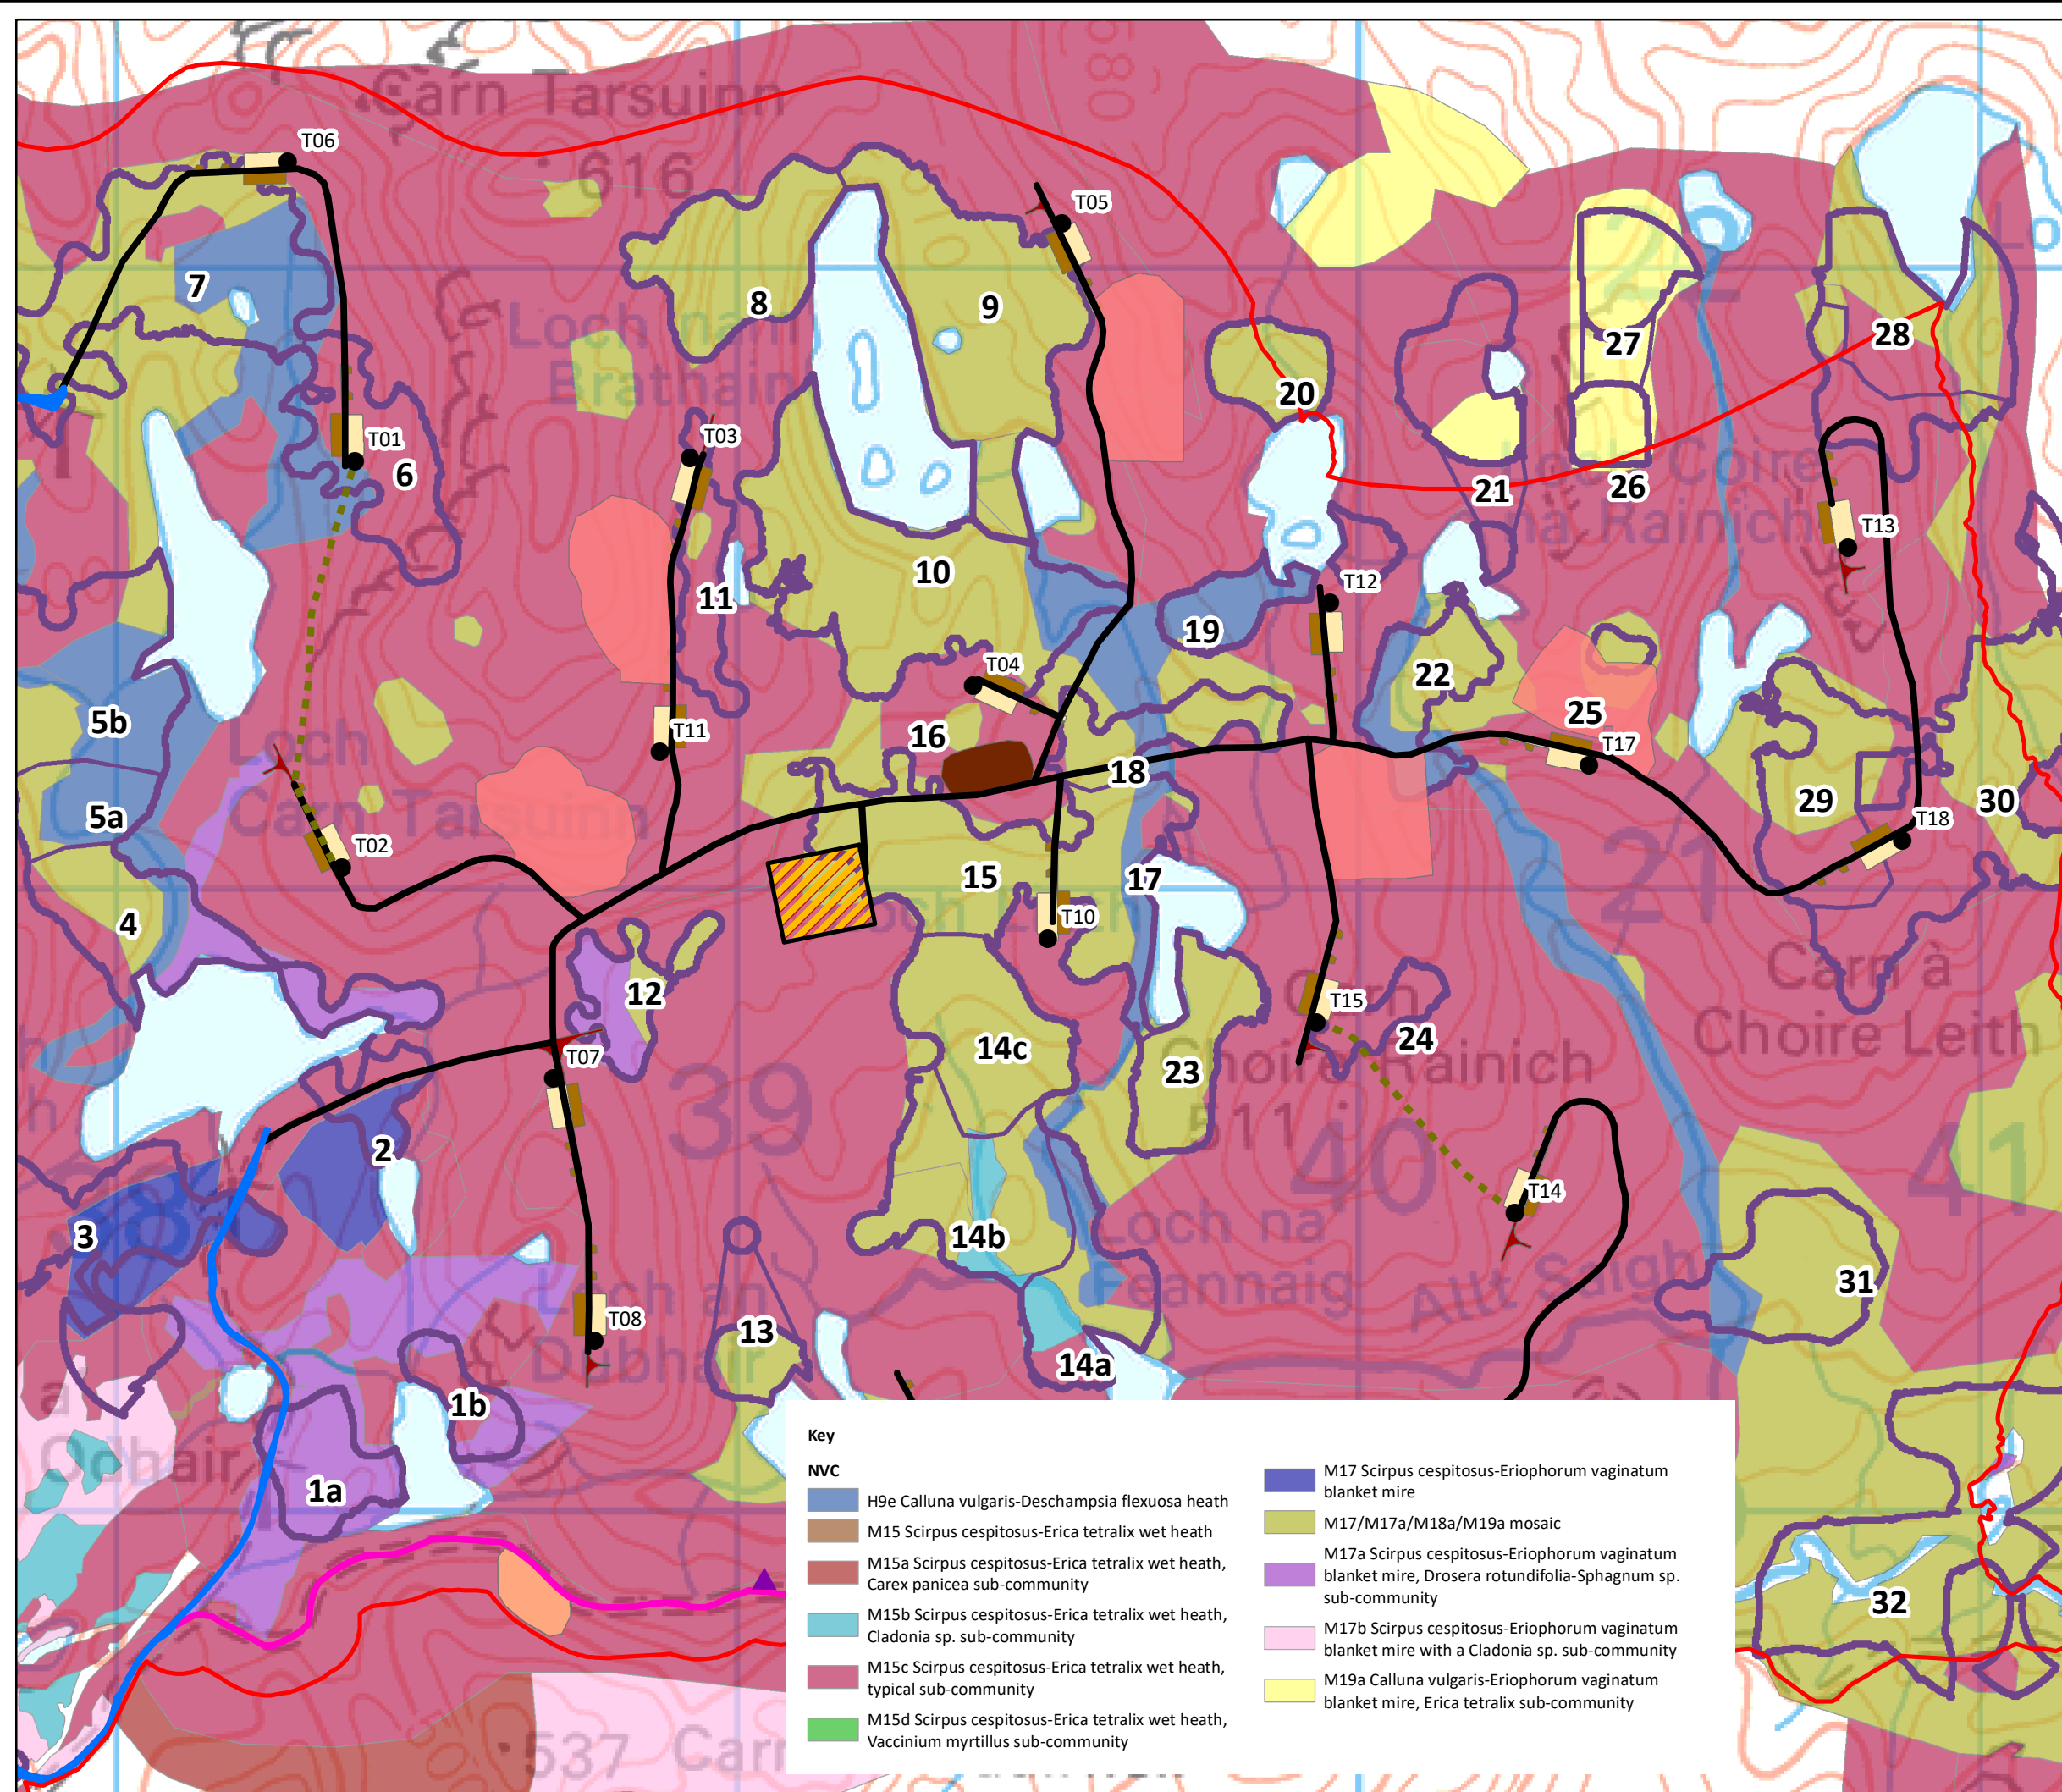 Càrn Tarsuinn
616
T06
T05
7
8
9
Loch nam
Brathain
27
28
20
T01
6
T03
21
26
Loch Coire
na Rainich
T13
10
11
T12
19
T04
22
5b
16
25
T17
T11
Loch
Carn Tarsuinn
18
5a
29
30
T02
T18
15
17
21
Loch Leith
4
T10
Carn à
Choire Leith
12
T15
Carn
Choire Rainich
511
24
14c
T07
23
39
40
41
2
T14
3
14b
Loch na
Feannaig
Allt Saigh
31
Loch an
Dubhair
T08
13
14a
a
Odhair
1b
1a
32
537 Carn
Key
NVC
H9e Calluna vulgaris-Deschampsia flexuosa heath
M15 Scirpus cespitosus-Erica tetralix wet heath
M15a Scirpus cespitosus-Erica tetralix wet heath,
Carex panicea sub-community
M15b Scirpus cespitosus-Erica tetralix wet heath,
Cladonia sp. sub-community
M15c Scirpus cespitosus-Erica tetralix wet heath,
typical sub-community
M15d Scirpus cespitosus-Erica tetralix wet heath,
Vaccinium myrtillus sub-community
M17 Scirpus cespitosus-Eriophorum vaginatum
blanket mire
M17/M17a/M18a/M19a mosaic
M17a Scirpus cespitosus-Eriophorum vaginatum
blanket mire, Drosera rotundifolia-Sphagnum sp.
sub-community
M17b Scirpus cespitosus-Eriophorum vaginatum
blanket mire with a Cladonia sp. sub-community
M19a Calluna vulgaris-Eriophorum vaginatum
blanket mire, Erica tetralix sub-community